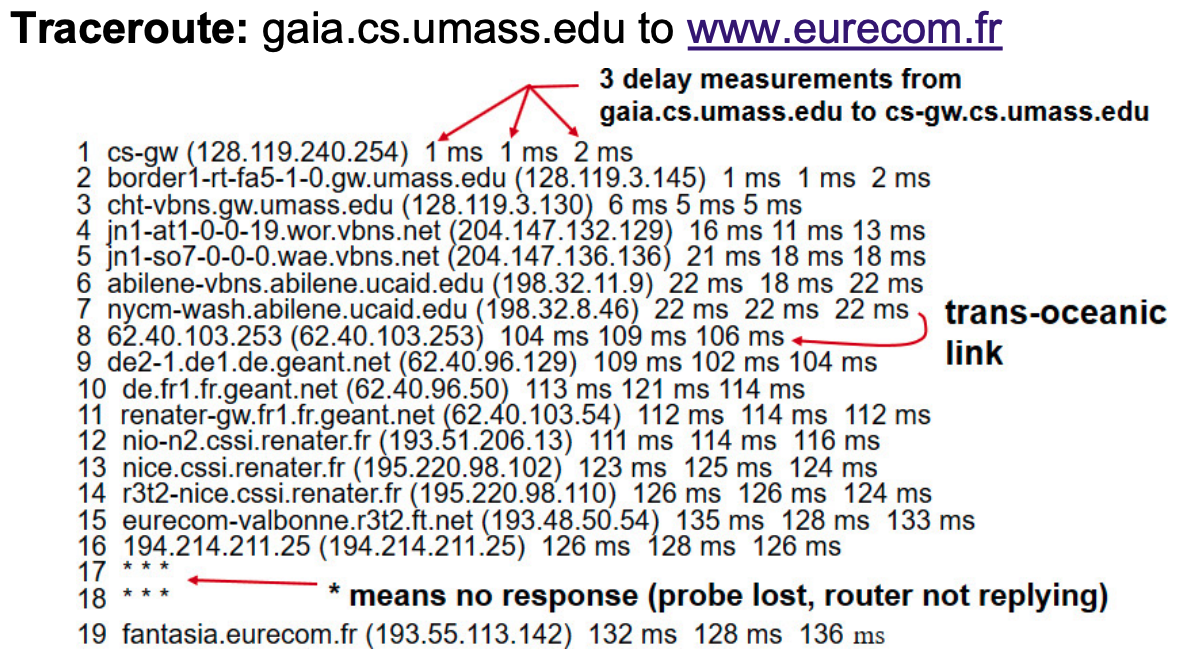 Traceroute: gaia.cs.umass.edu to www.eurecom.fr
3 delay measurements from
gaia.cs.umass.edu to cs-gw.cs.umass.edu
1 cs-gw (128.119.240.254) 1 ms 1 ms 2 ms
2 border1-rt-fa5-1-0.gw.umass.edu (128.119.3.145) 1 ms 1 ms 2 ms
3 cht-vbns.gw.umass.edu (128.119.3.130) 6 ms 5 ms 5 ms
4 jn1-at1-0-0-19.wor.vbns.net (204.147.132.129) 16 ms 11 ms 13 ms
5 jn1-so7-0-0-0.wae.vbns.net (204.147.136.136) 21 ms 18 ms 18 ms
6 abilene-vbns.abilene.ucaid.edu (198.32.11.9) 22 ms 18 ms 22 ms
7 nycm-wash.abilene.ucaid.edu (198.32.8.46) 22 ms 22 ms 22 ms
trans-oceanic
link
8 62.40.103.253 (62.40.103.253) 104 ms 109 ms 106 ms
9 de2-1.de1.de.geant.net (62.40.96.129) 109 ms 102 ms 104 ms
10 de.fr1.fr.geant.net (62.40.96.50) 113 ms 121 ms 114 ms
11 renater-gw.fr1.fr.geant.net (62.40.103.54) 112 ms 114 ms 112 ms
12 nio-n2.cssi.renater.fr (193.51.206.13) 111 ms 114 ms 116 ms
13 nice.cssi.renater.fr (195.220.98.102) 123 ms 125 ms 124 ms
14 r3t2-nice.cssi.renater.fr (195.220.98.110) 126 ms 126 ms 124 ms
15 eurecom-valbonne.r3t2.ft.net (193.48.50.54) 135 ms 128 ms 133 ms
16 194.214.211.25 (194.214.211.25) 126 ms 128 ms 126 ms
17 * * *
18 * * *
* means no response (probe lost, router not replying)
19 fantasia.eurecom.fr (193.55.113.142) 132 ms 128 ms 136 ms